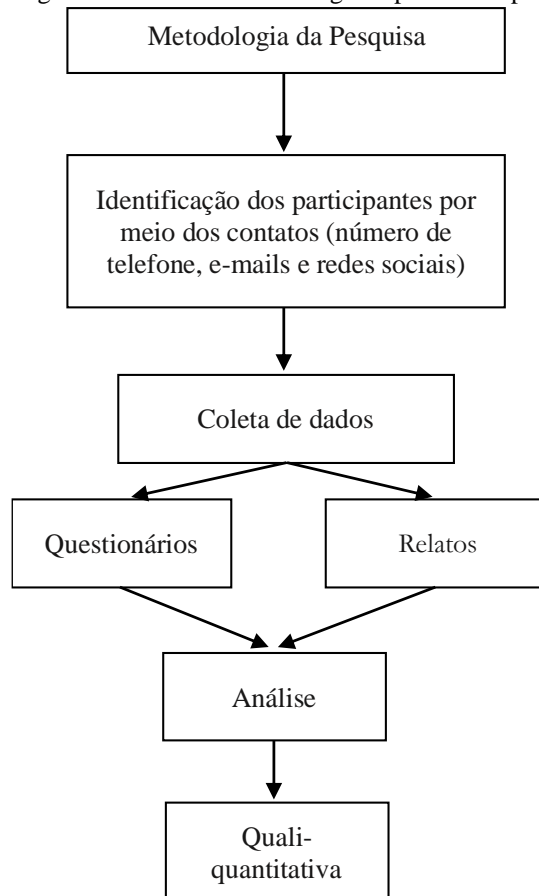 Metodologia da Pesquisa
Identificação dos participantes por
meio dos contatos (número de
telefone, e-mails e redes sociais)
Coleta de dados
Questionários
Relatos
Análise
Quali-
quantitativa